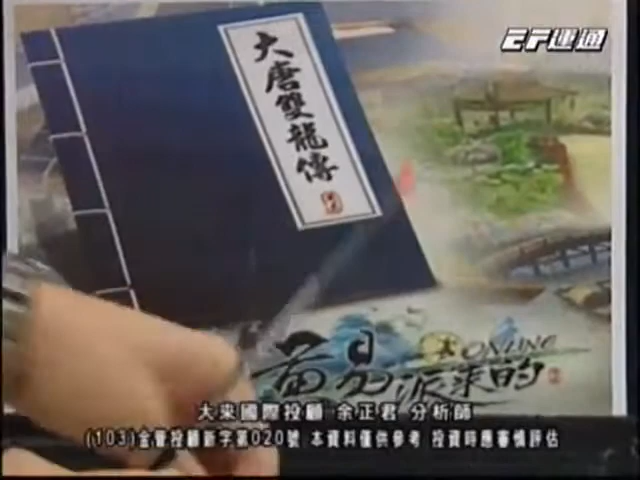 EF運通
大唐雙龍傳
ONLINE
黃易派來的
大來國際投顧 余正君 分析師
(103)金管投顧新字第020號 本資料僅供參考 投資時應審慎評估